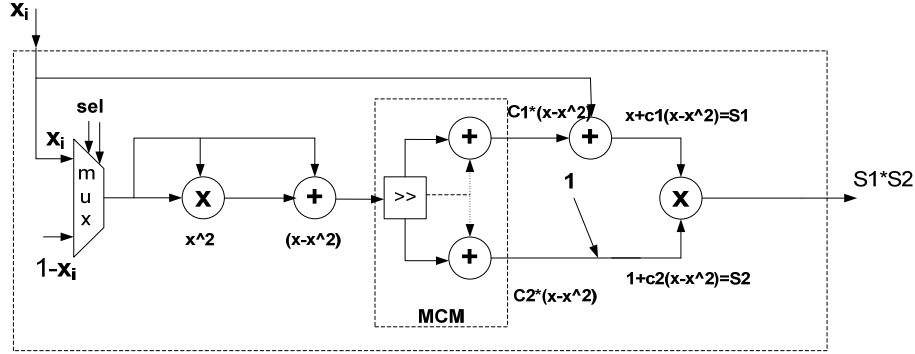 xi
sel
xi
mux
1-xi
X
x^2
+
(x-x^2)
>>
+
+
MCM
C1*(x-x^2)
C2*(x-x^2)
+
1
x+c1(x-x^2)=S1
X
1+c2(x-x^2)=S2
S1*S2